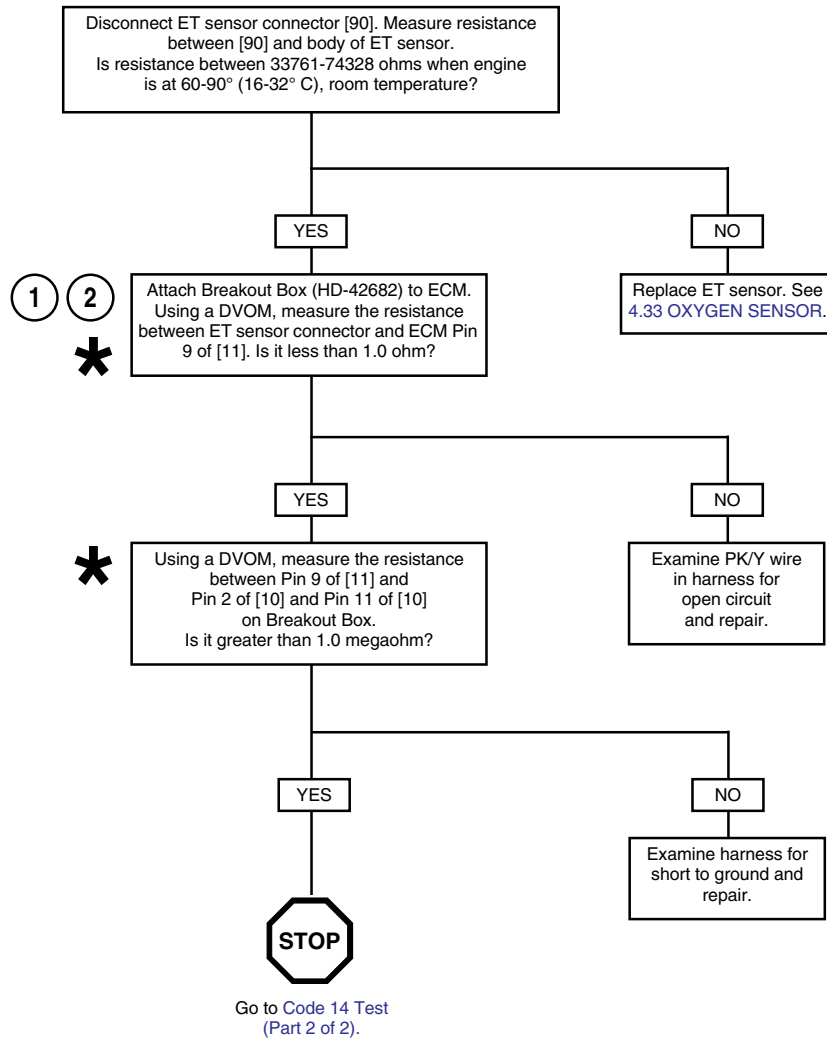 Disconnect ET sensor connector [90]. Measure resistance
between [90] and body of ET sensor.
Is resistance between 33761-74328 ohms when engine
is at 60-90° (16-32° C), room temperature?
YES
NO
1
2
*
Attach Breakout Box (HD-42682) to ECM.
Using a DVOM, measure the resistance
between ET sensor connector and ECM Pin
9 of [11]. Is it less than 1.0 ohm?
Replace ET sensor. See
4.33 OXYGEN SENSOR.
YES
NO
*
Using a DVOM, measure the resistance
between Pin 9 of [11] and
Pin 2 of [10] and Pin 11 of [10]
on Breakout Box.
Is it greater than 1.0 megaohm?
Examine PK/Y wire
in harness for
open circuit
and repair.
YES
NO
Examine harness for
short to ground and
repair.
STOP
Go to Code 14 Test
(Part 2 of 2).